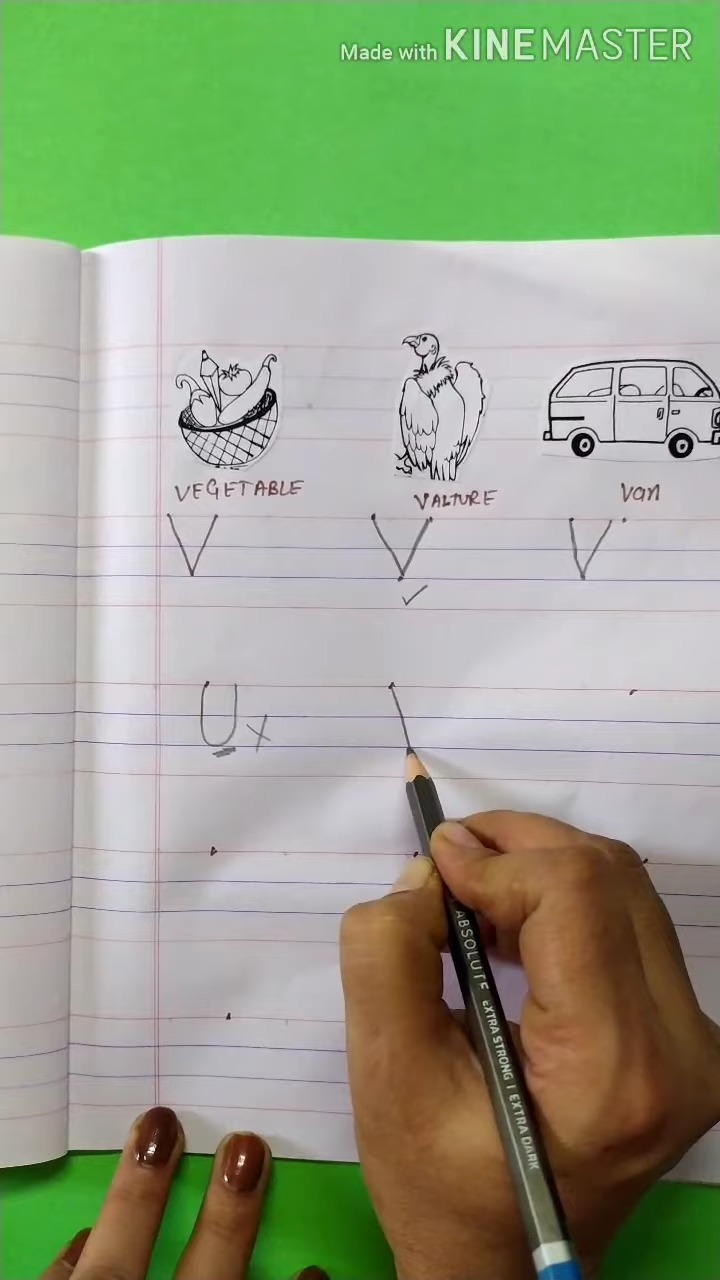 Made with KINEMASTER
VEGETABLE VALTURE Van
V V V
U x
ABSOLUTE EXTRA STRONG | EXTRA DARK